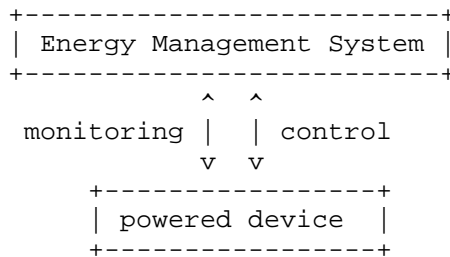 +--------------------------+
| Energy Management System |
+--------------------------+
^  ^
monitoring |  | control
v  v
+-----------------+
| powered device  |
+-----------------+